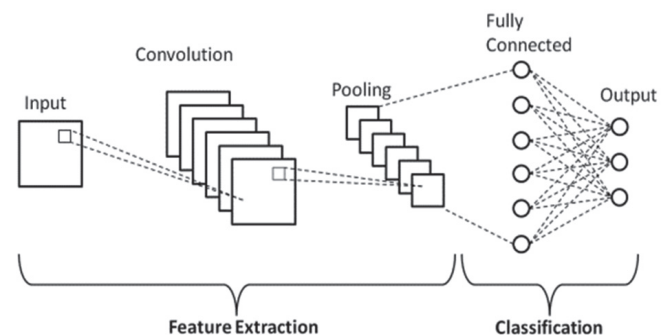 Input
Convolution
Pooling
Fully
Connected
Output
Feature Extraction
Classification